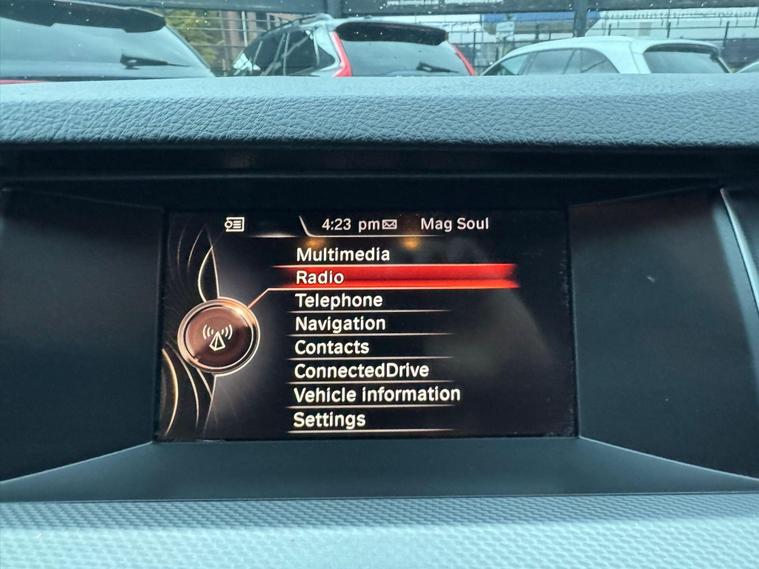 4:23 pm Mag Soul
Multimedia
Radio
Telephone
Navigation
Contacts
ConnectedDrive
Vehicle information
Settings